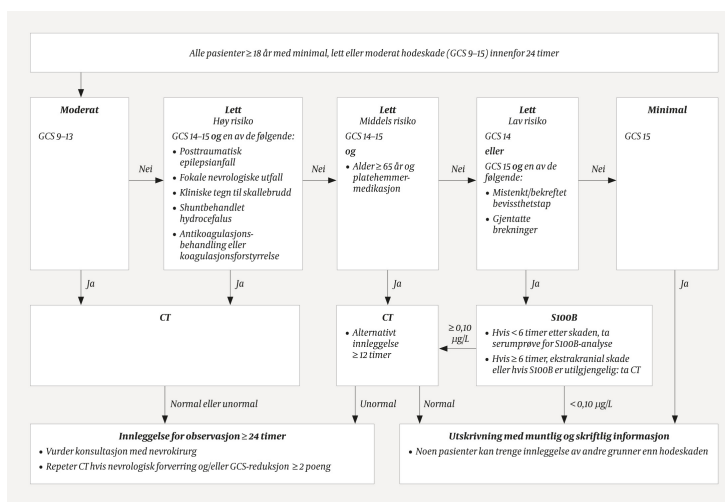 Alle pasienter ≥ 18 år med minimal, lett eller moderat hodeskade (GCS 9–15) innenfor 24 timer
Moderat
GCS 9–13
Nei
Ja
Lett
Høy risiko
GCS 14–15 og en av de følgende:
• Posttraumatisk
epilepsianfall
• Fokale nevrologiske utfall
• Kliniske tegn til skallebrudd
• Shuntbehandlet
hydrocefalus
• Antikoagulasjons-
behandling eller
koagulasjonsforstyrrelse
Nei
Ja
Lett
Middels risiko
GCS 14–15
og
• Alder ≥ 65 år og
platehemmer-
medikasjon
Nei
Ja
Lett
Lav risiko
GCS 14
eller
GCS 15 og en av de
følgende:
• Mistenkt/bekreftet
bevissthetstap
• Gjentatte
brekninger
Nei
Ja
Minimal
GCS 15
Ja
CT
Normal eller unormal
CT
• Alternativt
innleggelse
≥ 12 timer
Unormal
Normal
≥ 0,10
µg/L
S100B
• Hvis < 6 timer etter skaden, ta
serumprøve for S100B-analyse
• Hvis ≥ 6 timer, ekstrakranial skade
eller hvis S100B er utilgjengelig: ta CT
< 0,10 µg/L
Innleggelse for observasjon ≥ 24 timer
• Vurder konsultasjon med nevrokirurg
• Repeter CT hvis nevrologisk forverring og/eller GCS-reduksjon ≥ 2 poeng
Utskrivning med muntlig og skriftlig informasjon
• Noen pasienter kan trenge innleggelse av andre grunner enn hodeskaden